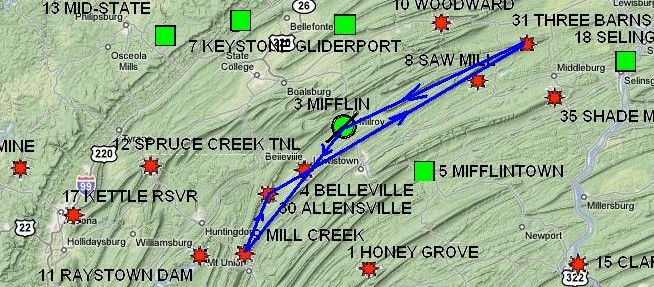 13 MID-STATE
26
10 WOODWARD
31 THREE BARNS
Philipsburg
Bellefonte
7 KEYSTONE GLIDERPORT
18 SELING
Osceola
Mills
State
College
8 SAW MILL
Middleburg
Boalsburg
3 MIFFLIN
Milroy
35 SHADE M
Tyrone
12 SPRUCE CREEK TNL
MINE
220
Belleville
Lewistown
5 MIFFLINTOWN
99
17 KETTLE RSVR
4 BELLEVILLE
30 ALLENSVILLE
Millersburg
22
Hollidaysburg
Williamsburg
Huntingdon
MILL CREEK
Newport
11 RAYSTOWN DAM
Mt Union
1 HONEY GROVE
15 CLAR
322